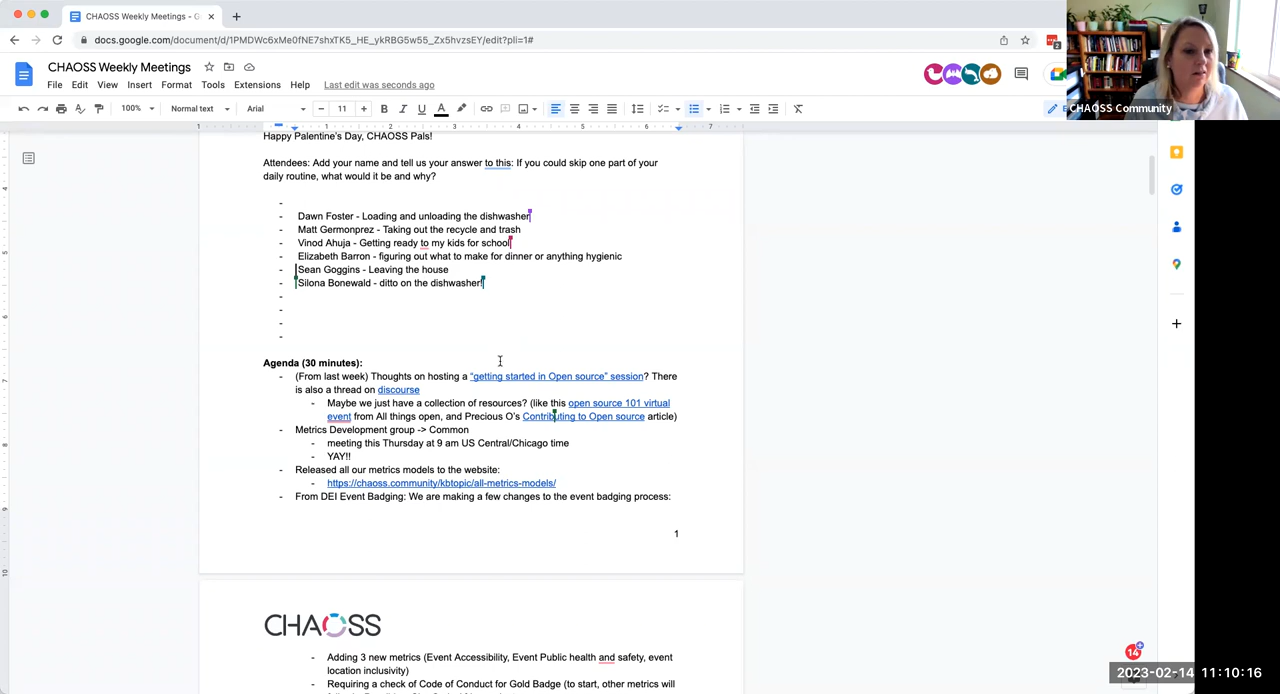 CHAOSS Weekly Meetings - G
docs.google.com/document/d/1PMDWc6xMe0fNE7shxTK5_HE_ykRBG5w55_Zx5hvzsEY/edit?pli=1#
2
CHAOSS Weekly Meetings
File Edit View Insert Format Tools Extensions Help Last edit was seconds ago
100% Normal text Arial 11
CHAOSS Community
1 1 2 3 4 5 6 7
Happy Palentine's Day, CHAOSS Pals!
Attendees: Add your name and tell us your answer to this: If you could skip one part of your
daily routine, what would it be and why?
-
- Dawn Foster - Loading and unloading the dishwasher
- Matt Germonprez - Taking out the recycle and trash
- Vinod Ahuja - Getting ready to my kids for school
- Elizabeth Barron - figuring out what to make for dinner or anything hygienic
- Sean Goggins - Leaving the house
- Silona Bonewald - ditto on the dishwasher!
-
-
-
-
Agenda (30 minutes):
- (From last week) Thoughts on hosting a “getting started in Open source” session? There
is also a thread on discourse
- Maybe we just have a collection of resources? (like this open source 101 virtual
event from All things open, and Precious O's Contributing to Open source article)
- Metrics Development group -> Common
- meeting this Thursday at 9 am US Central/Chicago time
- YAY!!
- Released all our metrics models to the website:
- https://chaoss.community/kbtopic/all-metrics-models/
- From DEI Event Badging: We are making a few changes to the event badging process:
1
CHAOSS
- Adding 3 new metrics (Event Accessibility, Event Public health and safety, event
location inclusivity)
- Requiring a check of Code of Conduct for Gold Badge (to start, other metrics will
14
2023-02-14 11:10:16